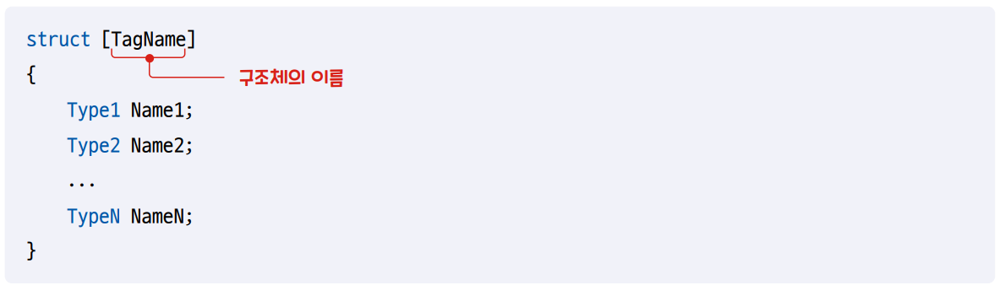 struct [TagName]
{
구조체의 이름
Type1 Name1;
Type2 Name2;
...
TypeN NameN;
}